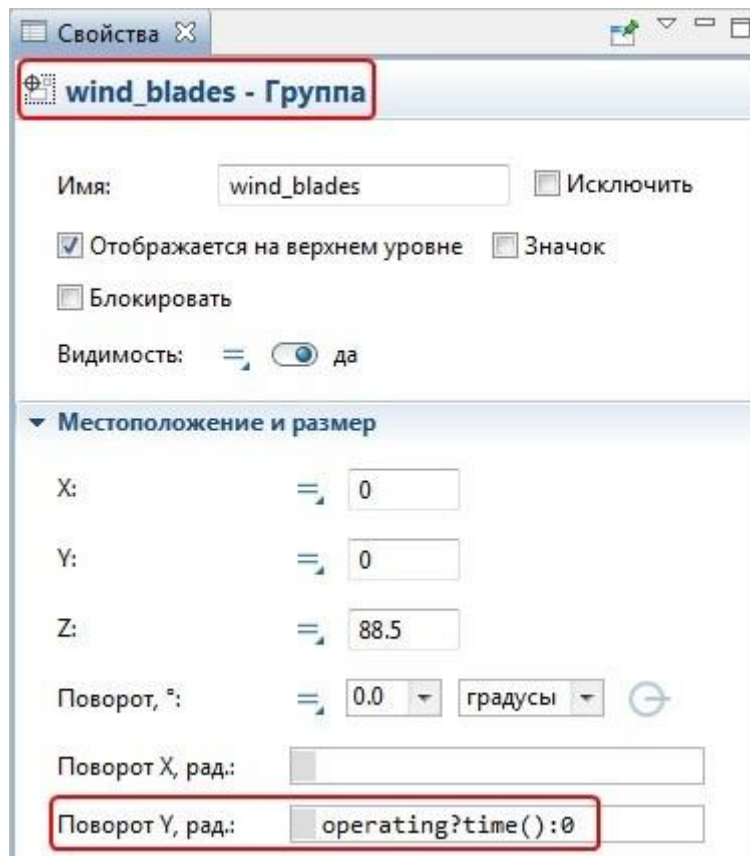 Свойства
wind_blades - Группа
Имя: wind_blades Исключить
Отображается на верхнем уровне Значок
Блокировать
Видимость: = да
Местоположение и размер
X: = 0
Y: = 0
Z: = 88.5
Поворот, °: = 0.0 градусы
Поворот X, рад.:
Поворот Y, рад.: operating?time():0